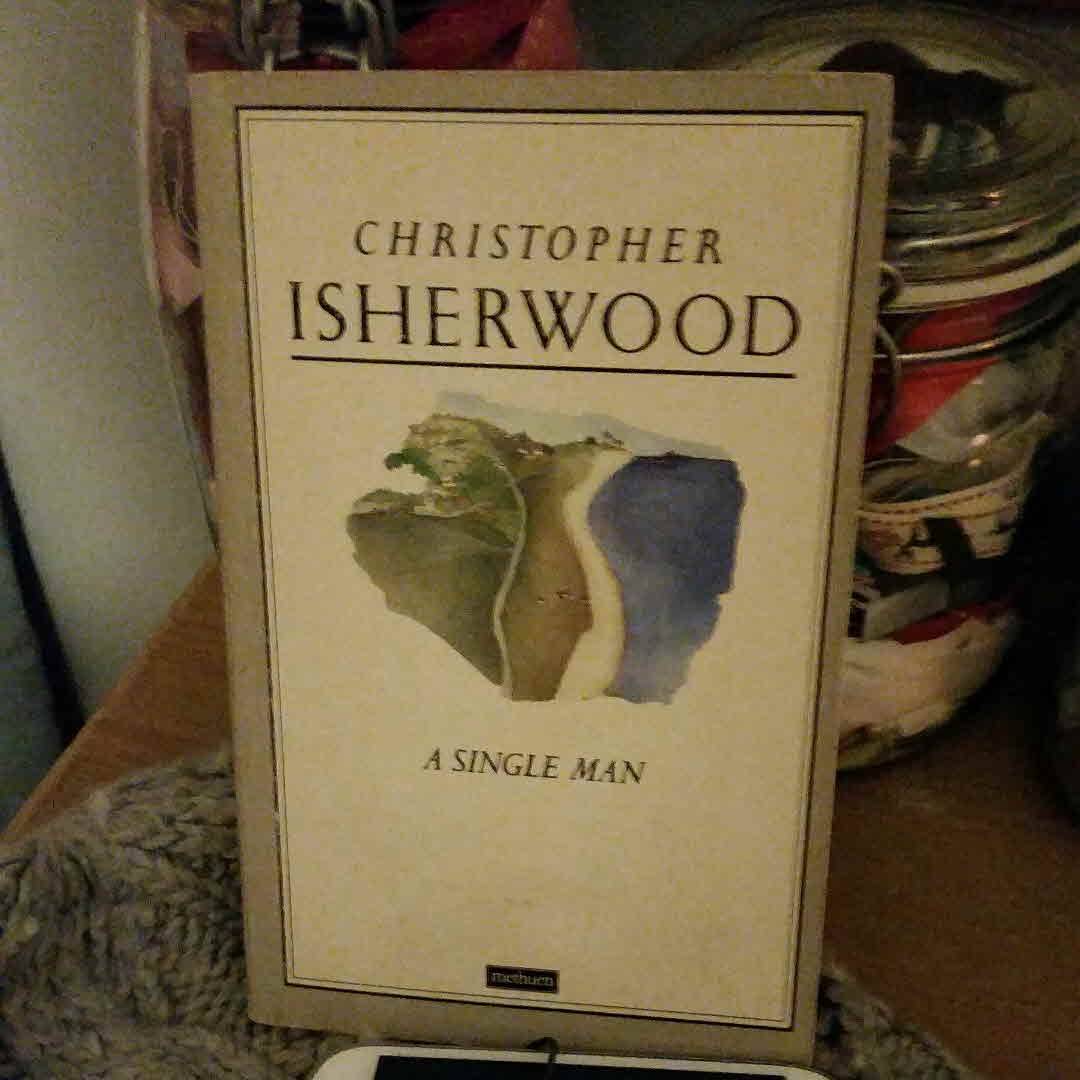 CHRISTOPHER
ISHERWOOD
A SINGLE MAN
methuen